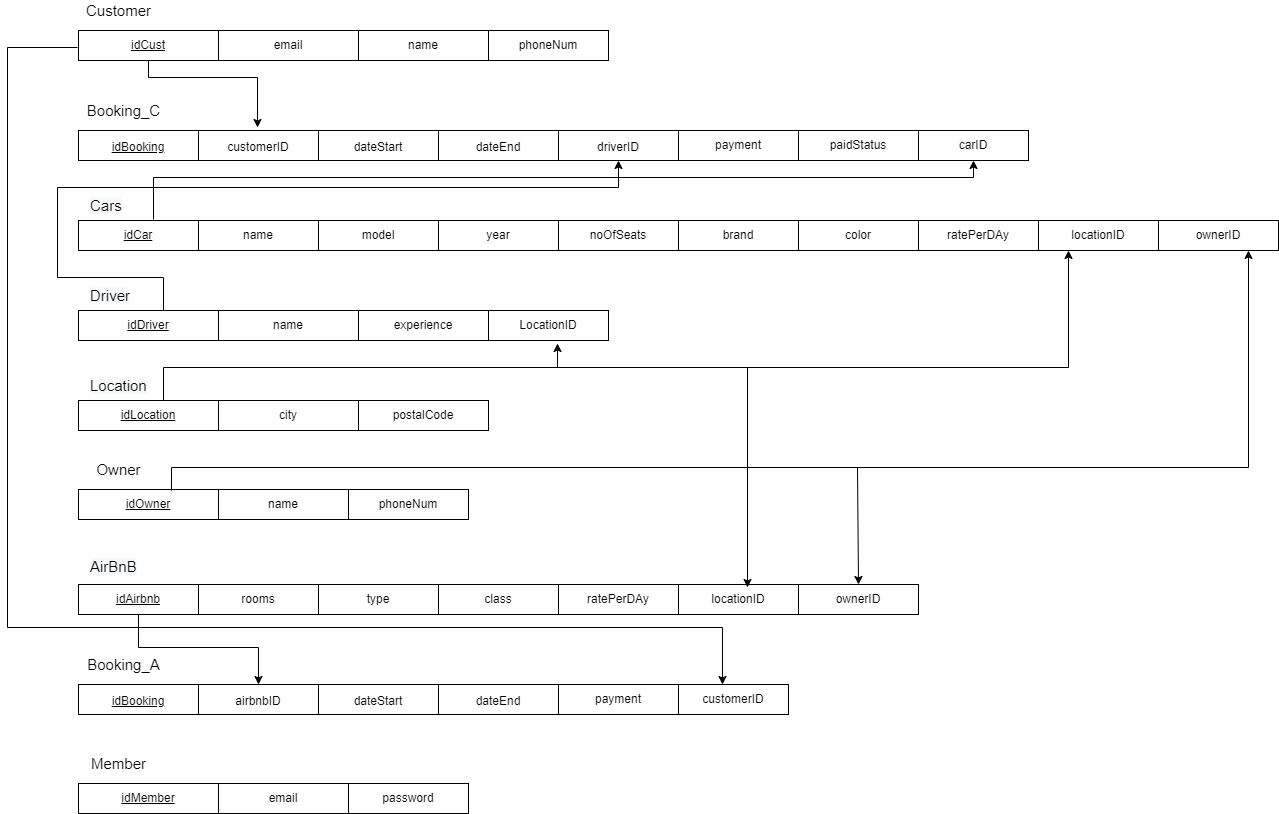 Customer
idCust email name phoneNum
Booking_C
idBooking customerID dateStart dateEnd driverID payment paidStatus carID
Cars
idCar name model year noOfSeats brand color ratePerDAy locationID ownerID
Driver
idDriver name experience LocationID
Location
idLocation city postalCode
Owner
idOwner name phoneNum
AirBnB
idAirbnb rooms type class ratePerDAy locationID ownerID
Booking_A
idBooking airbnbID dateStart dateEnd payment customerID
Member
idMember email password